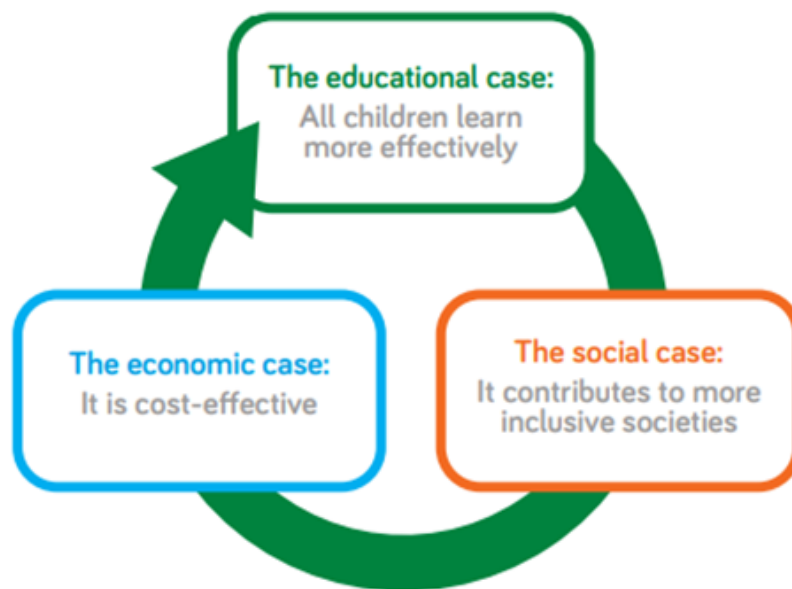 The educational case:
All children learn
more effectively
The economic case:
It is cost-effective
The social case:
It contributes to more
inclusive societies